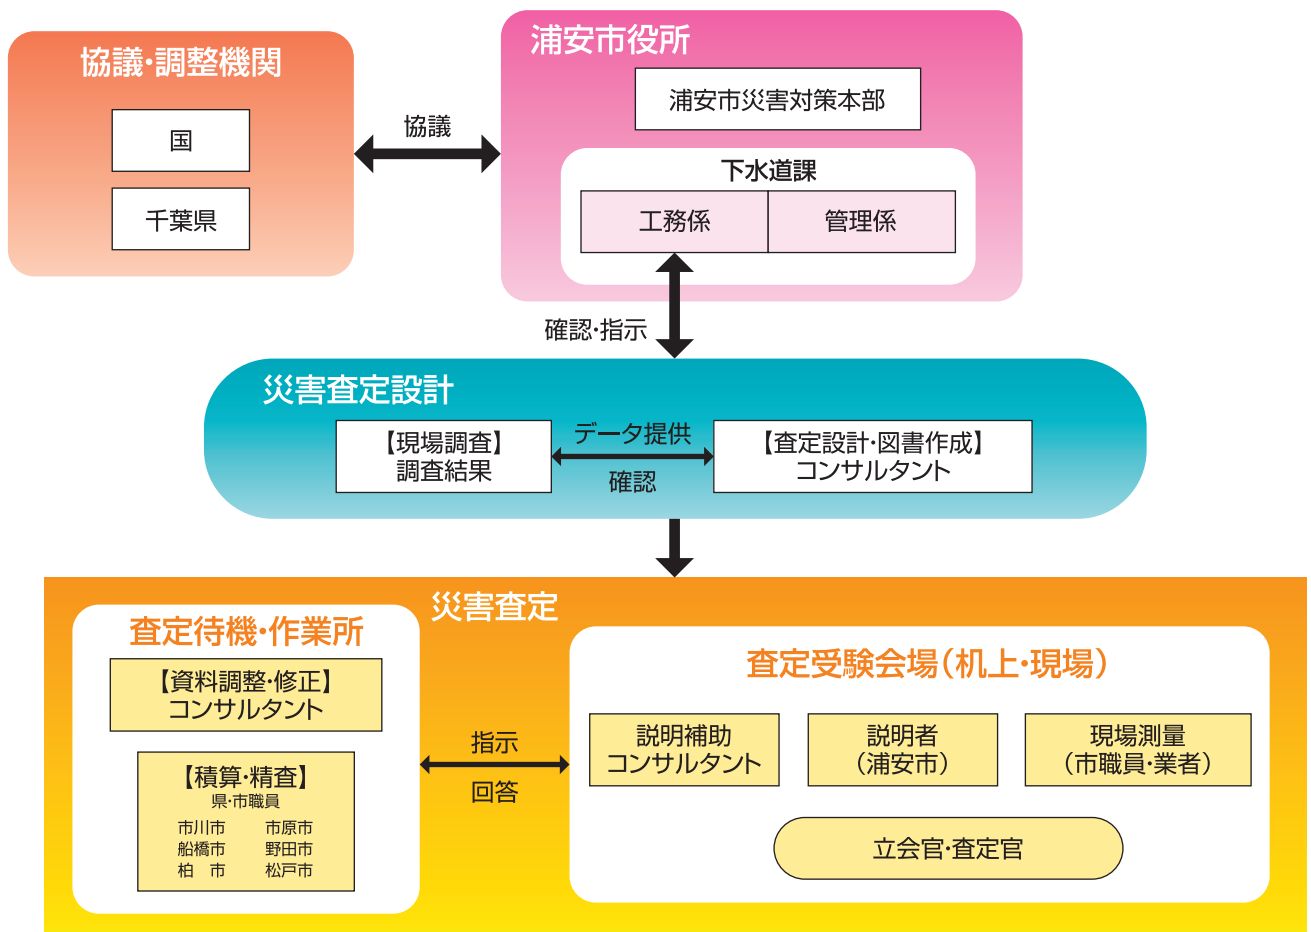 協議・調整機関
国
千葉県
協議
浦安市役所
浦安市災害対策本部
下水道課
工務係
管理係
確認・指示
災害査定設計
【現場調査】
調査結果
データ提供
確認
【査定設計・図書作成】
コンサルタント
災害査定
査定待機・作業所
【資料調整・修正】
コンサルタント
【積算・精査】
県・市職員
市川市 市原市
船橋市 野田市
柏　市 松戸市
指示
回答
査定受験会場（机上・現場）
説明補助
コンサルタント
説明者
（浦安市）
現場測量
（市職員・業者）
立会官・査定官